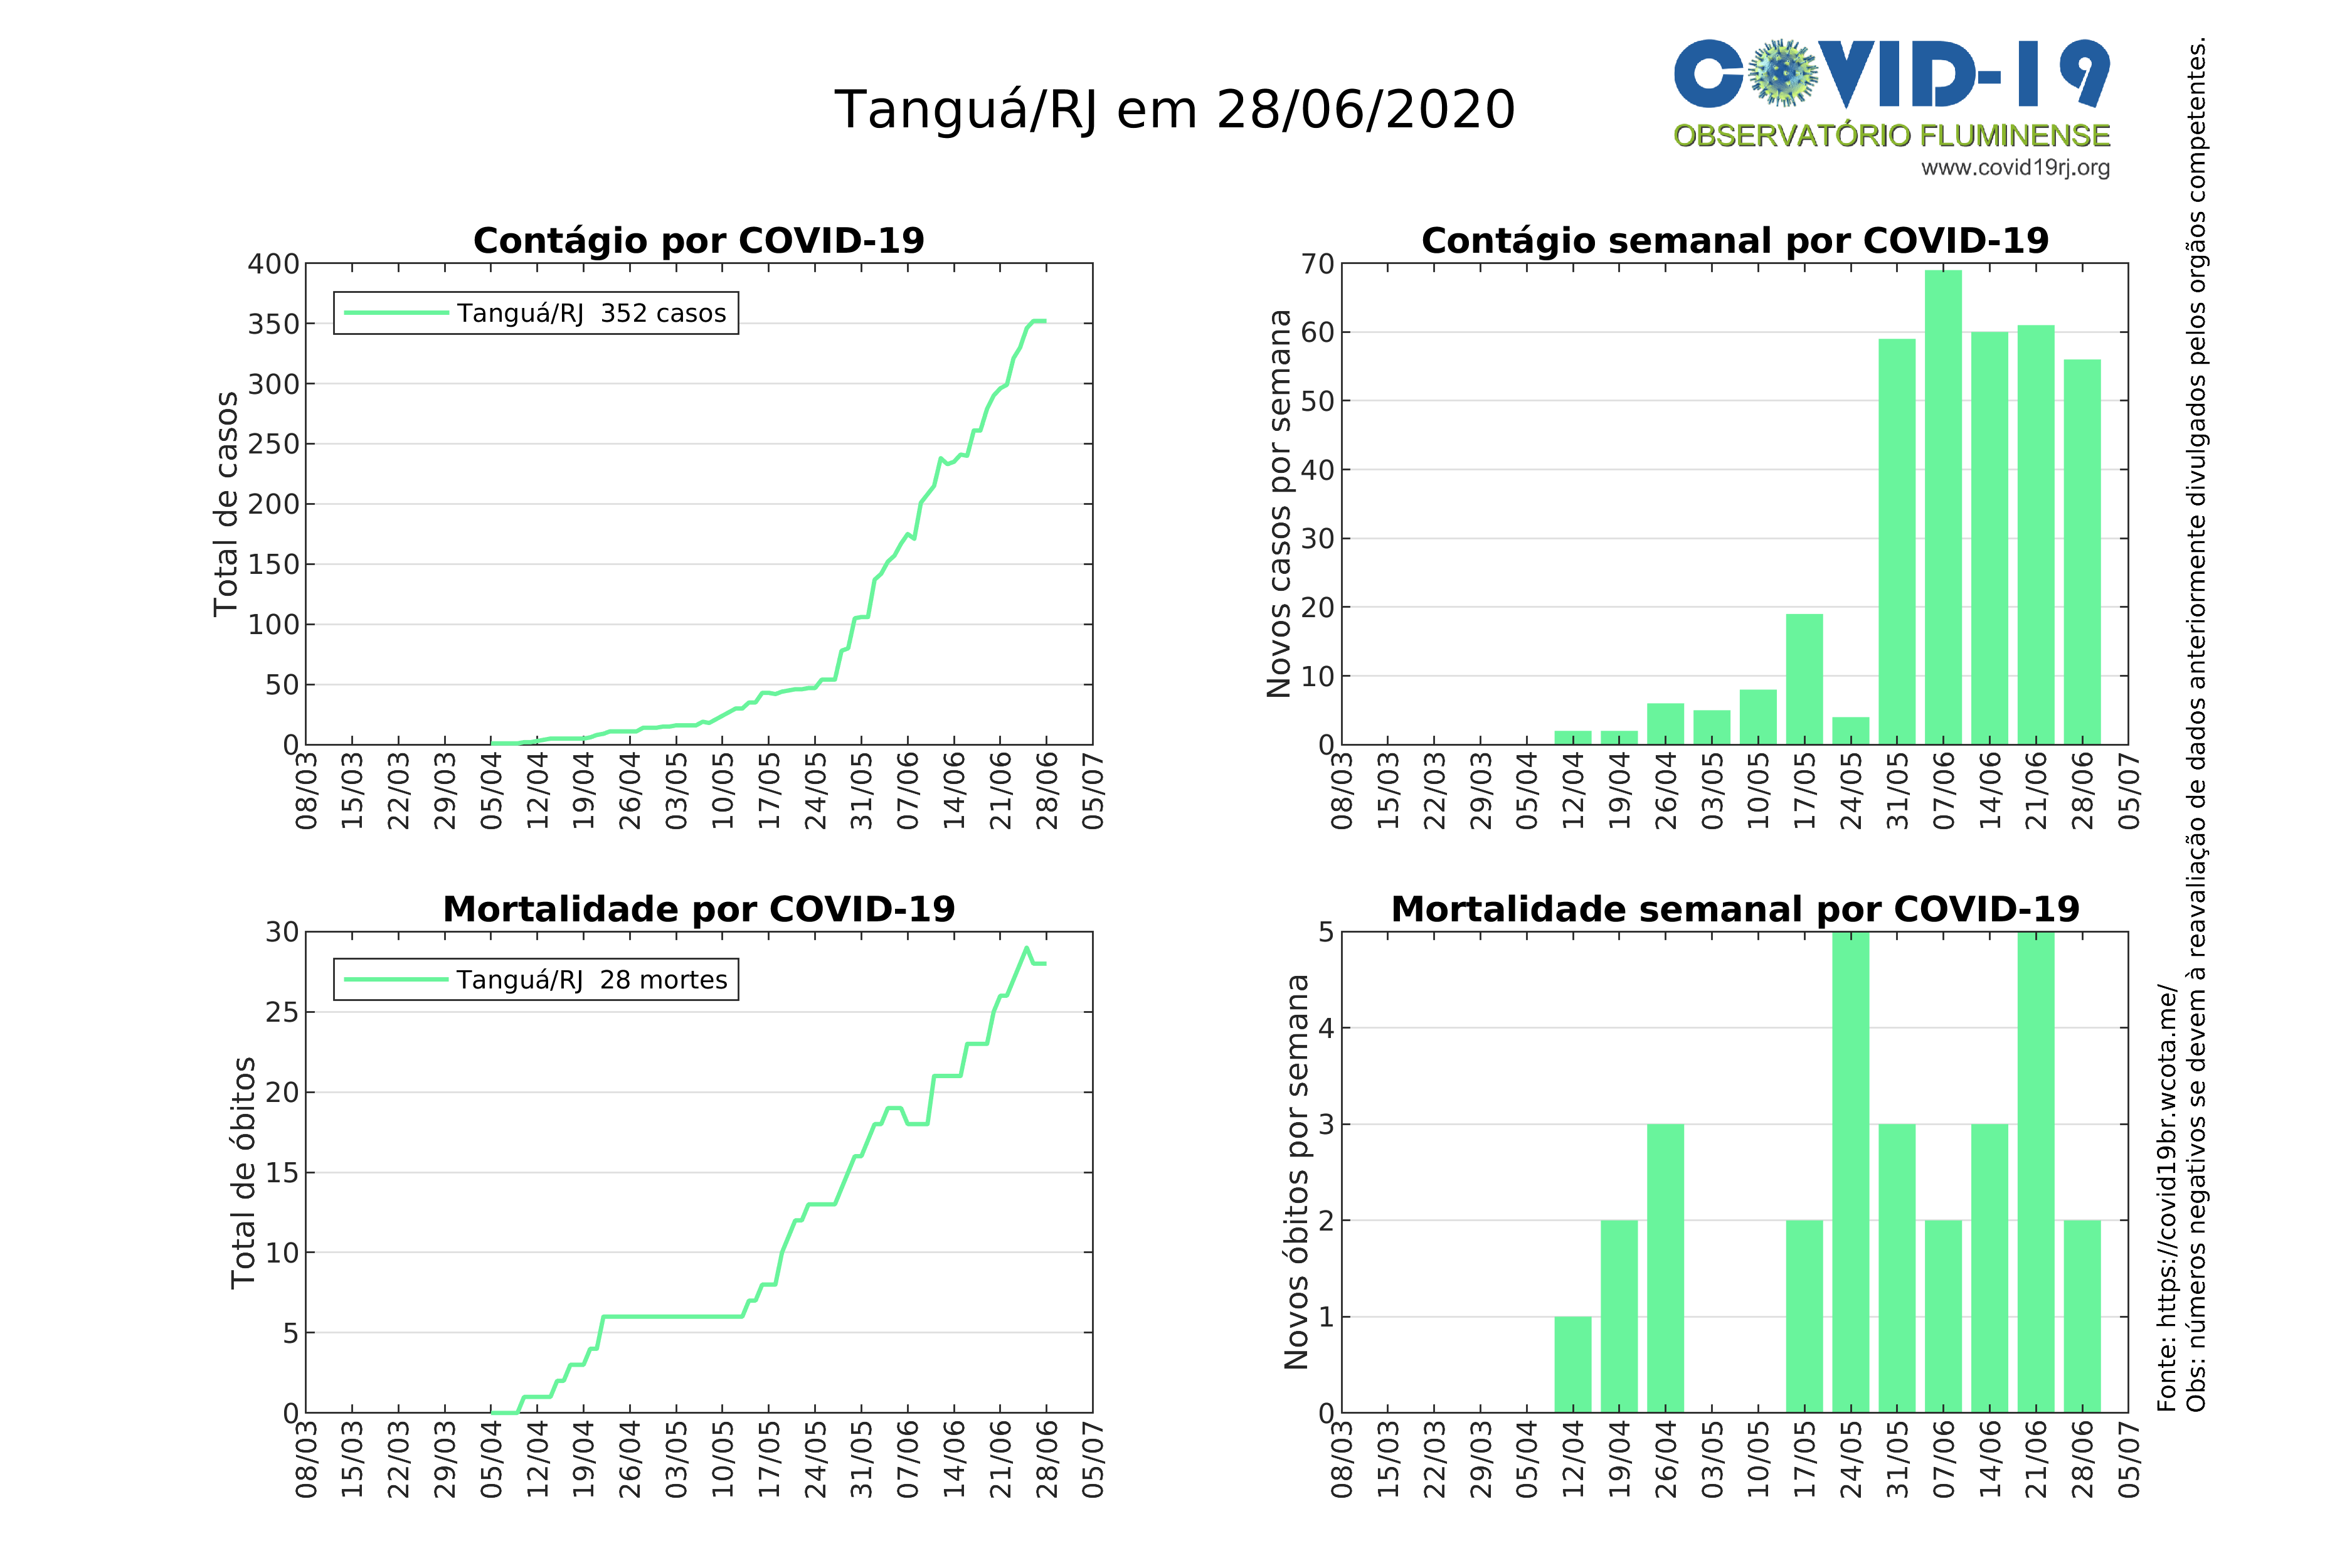 Tanguá/RJ em 28/06/2020
COVID-19
OBSERVATÓRIO FLUMINENSE
www.covid19rj.org
Contágio por COVID-19
Total de casos
400
350
300
250
200
150
100
50
0
Tanguá/RJ 352 casos
08/03 15/03 22/03 29/03 05/04 12/04 19/04 26/04 03/05 10/05 17/05 24/05 31/05 07/06 14/06 21/06 28/06 05/07
Contágio semanal por COVID-19
Novos casos por semana
70
60
50
40
30
20
10
0
08/03 15/03 22/03 29/03 05/04 12/04 19/04 26/04 03/05 10/05 17/05 24/05 31/05 07/06 14/06 21/06 28/06 05/07
Mortalidade por COVID-19
Total de óbitos
30
25
20
15
10
5
0
Tanguá/RJ 28 mortes
08/03 15/03 22/03 29/03 05/04 12/04 19/04 26/04 03/05 10/05 17/05 24/05 31/05 07/06 14/06 21/06 28/06 05/07
Mortalidade semanal por COVID-19
Novos óbitos por semana
5
4
3
2
1
0
08/03 15/03 22/03 29/03 05/04 12/04 19/04 26/04 03/05 10/05 17/05 24/05 31/05 07/06 14/06 21/06 28/06 05/07
Fonte: https://covid19br.wcota.me/
Obs: números negativos se devem à reavaliação de dados anteriormente divulgados pelos orgãos competentes.